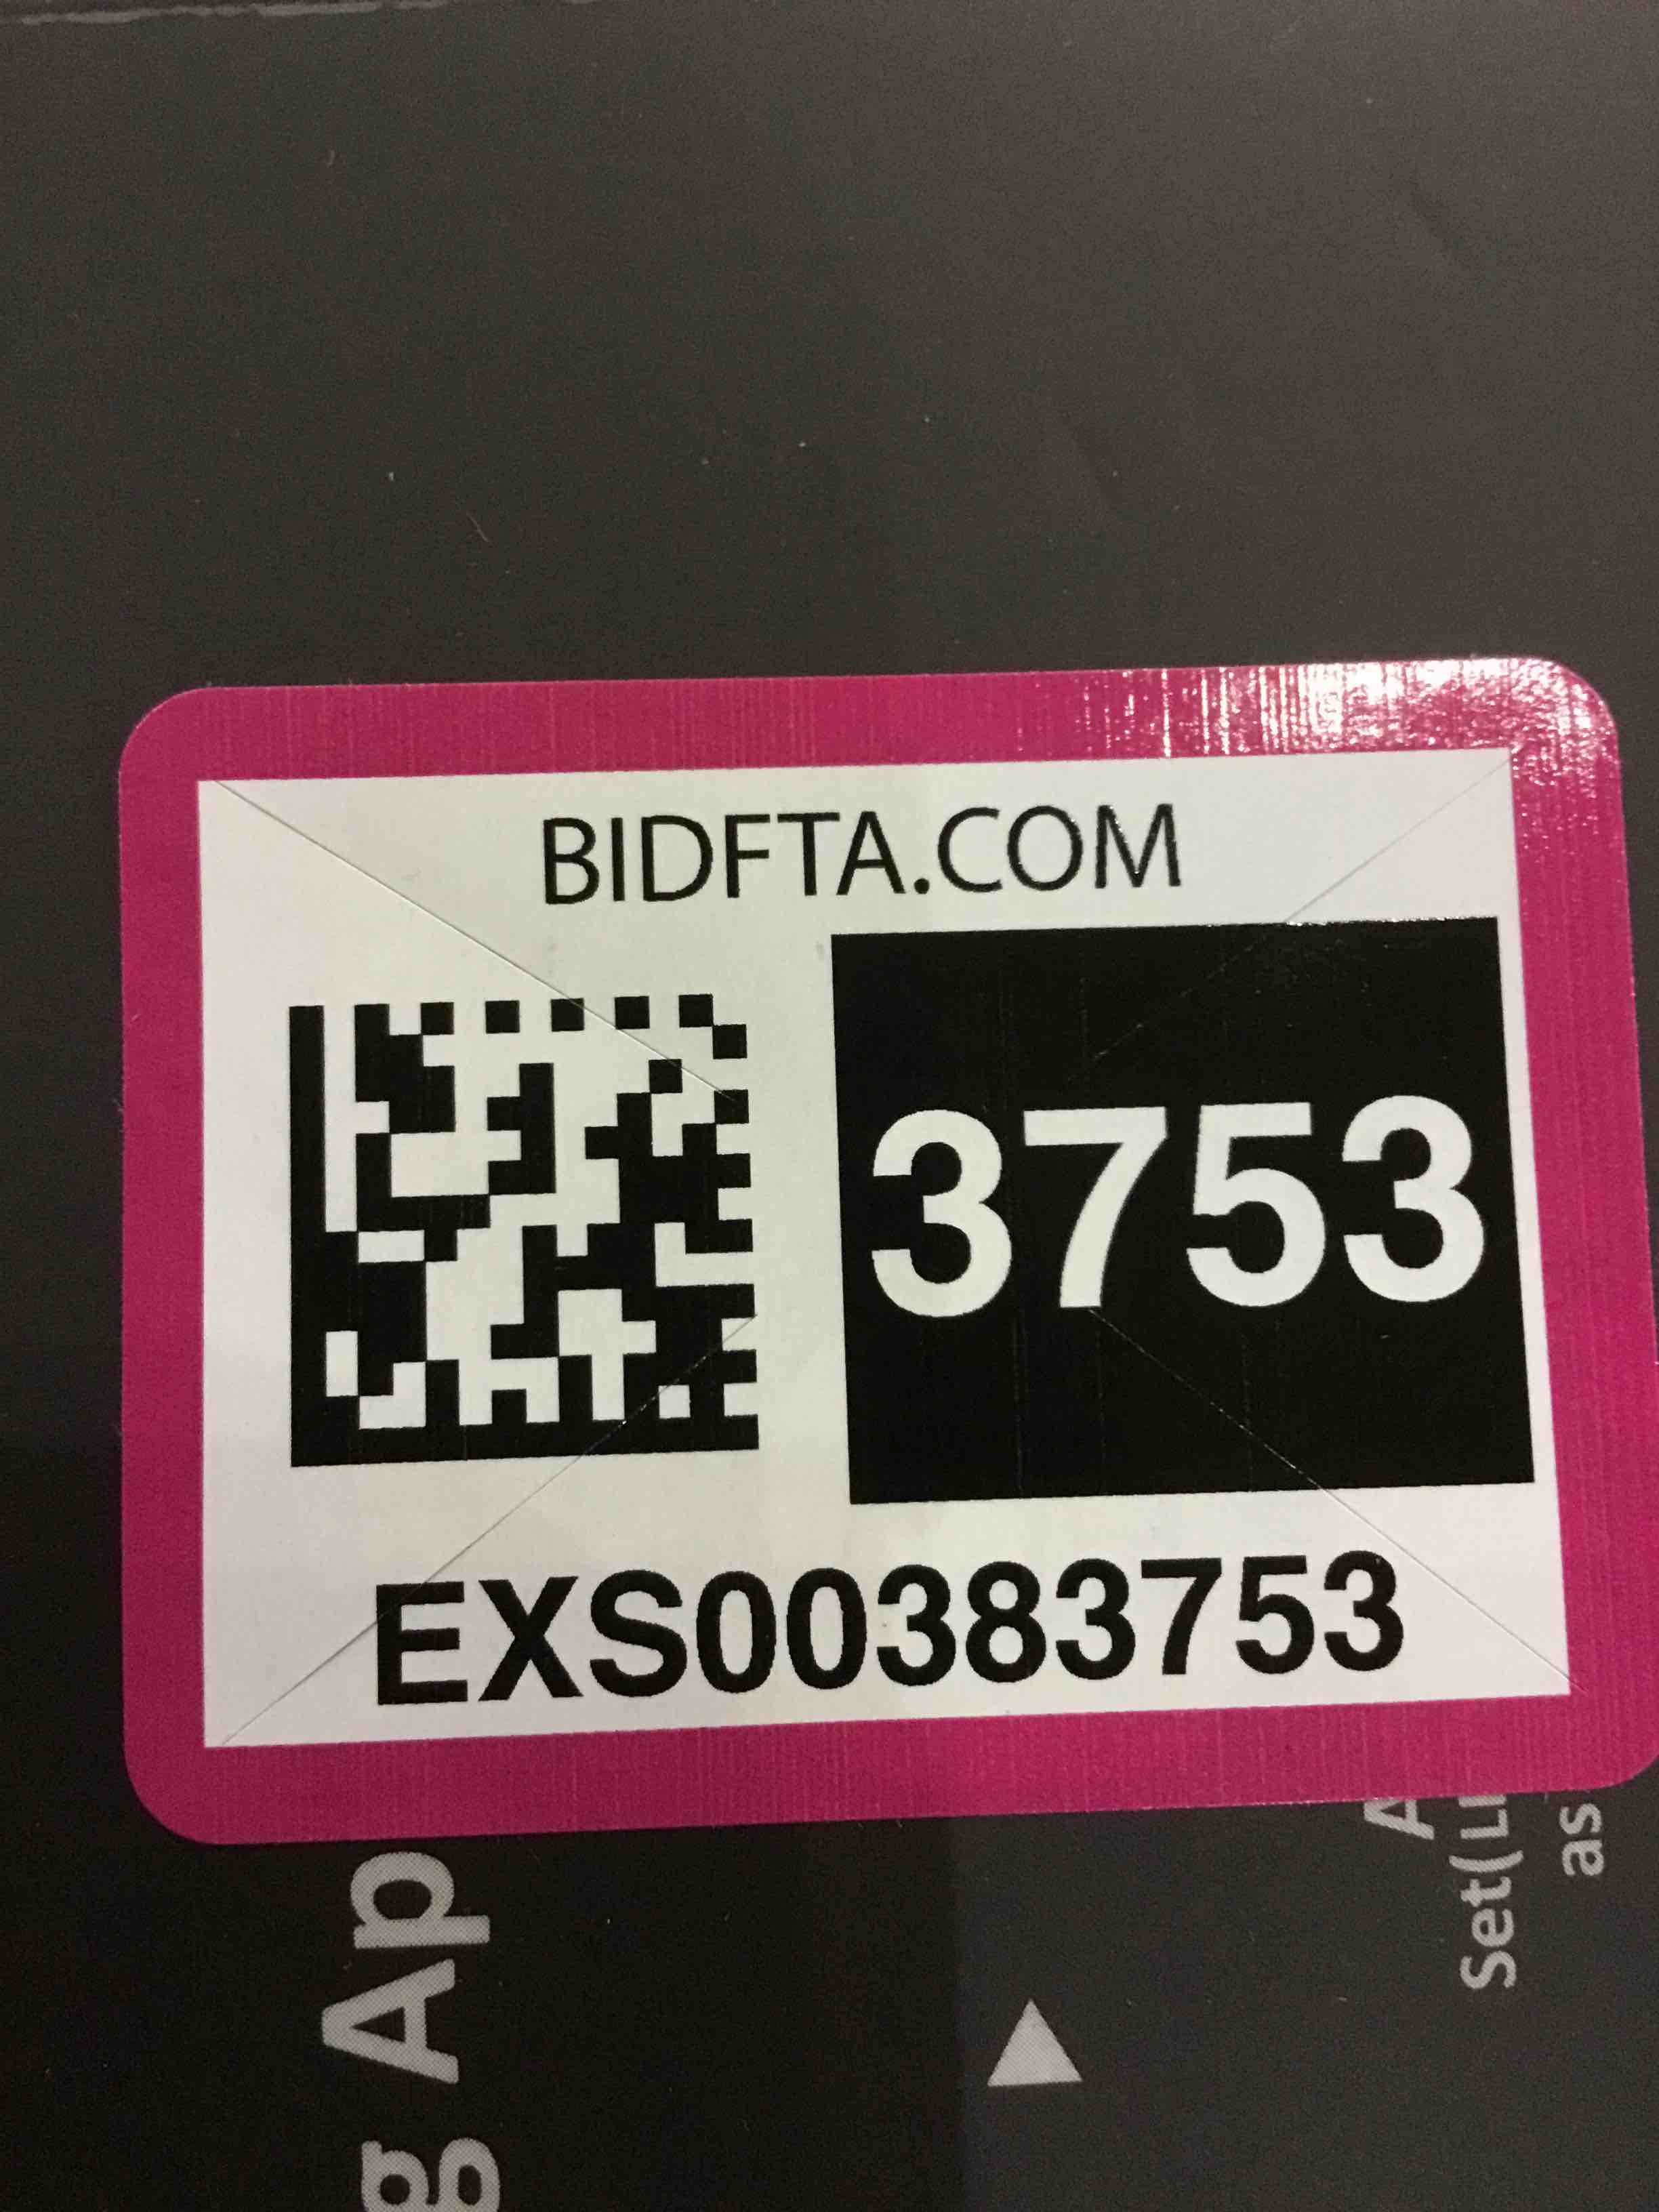 BIDFTA.COM
3753
EXS00383753
g Ap
Set(
as